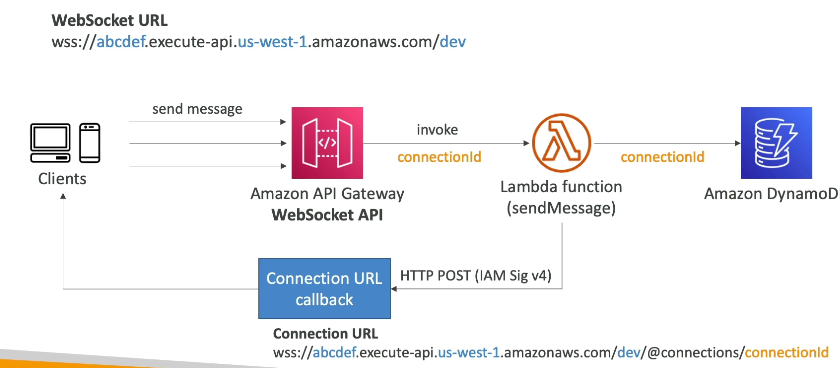 WebSocket URL
wss://abcdef.execute-api.us-west-1.amazonaws.com/dev
send message
invoke
connectionId
connectionId
Clients
Amazon API Gateway
WebSocket API
Lambda function
(sendMessage)
Amazon DynamoD
Connection URL
callback
HTTP POST (IAM Sig v4)
Connection URL
wss://abcdef.execute-api.us-west-1.amazonaws.com/dev/@connections/connectionId